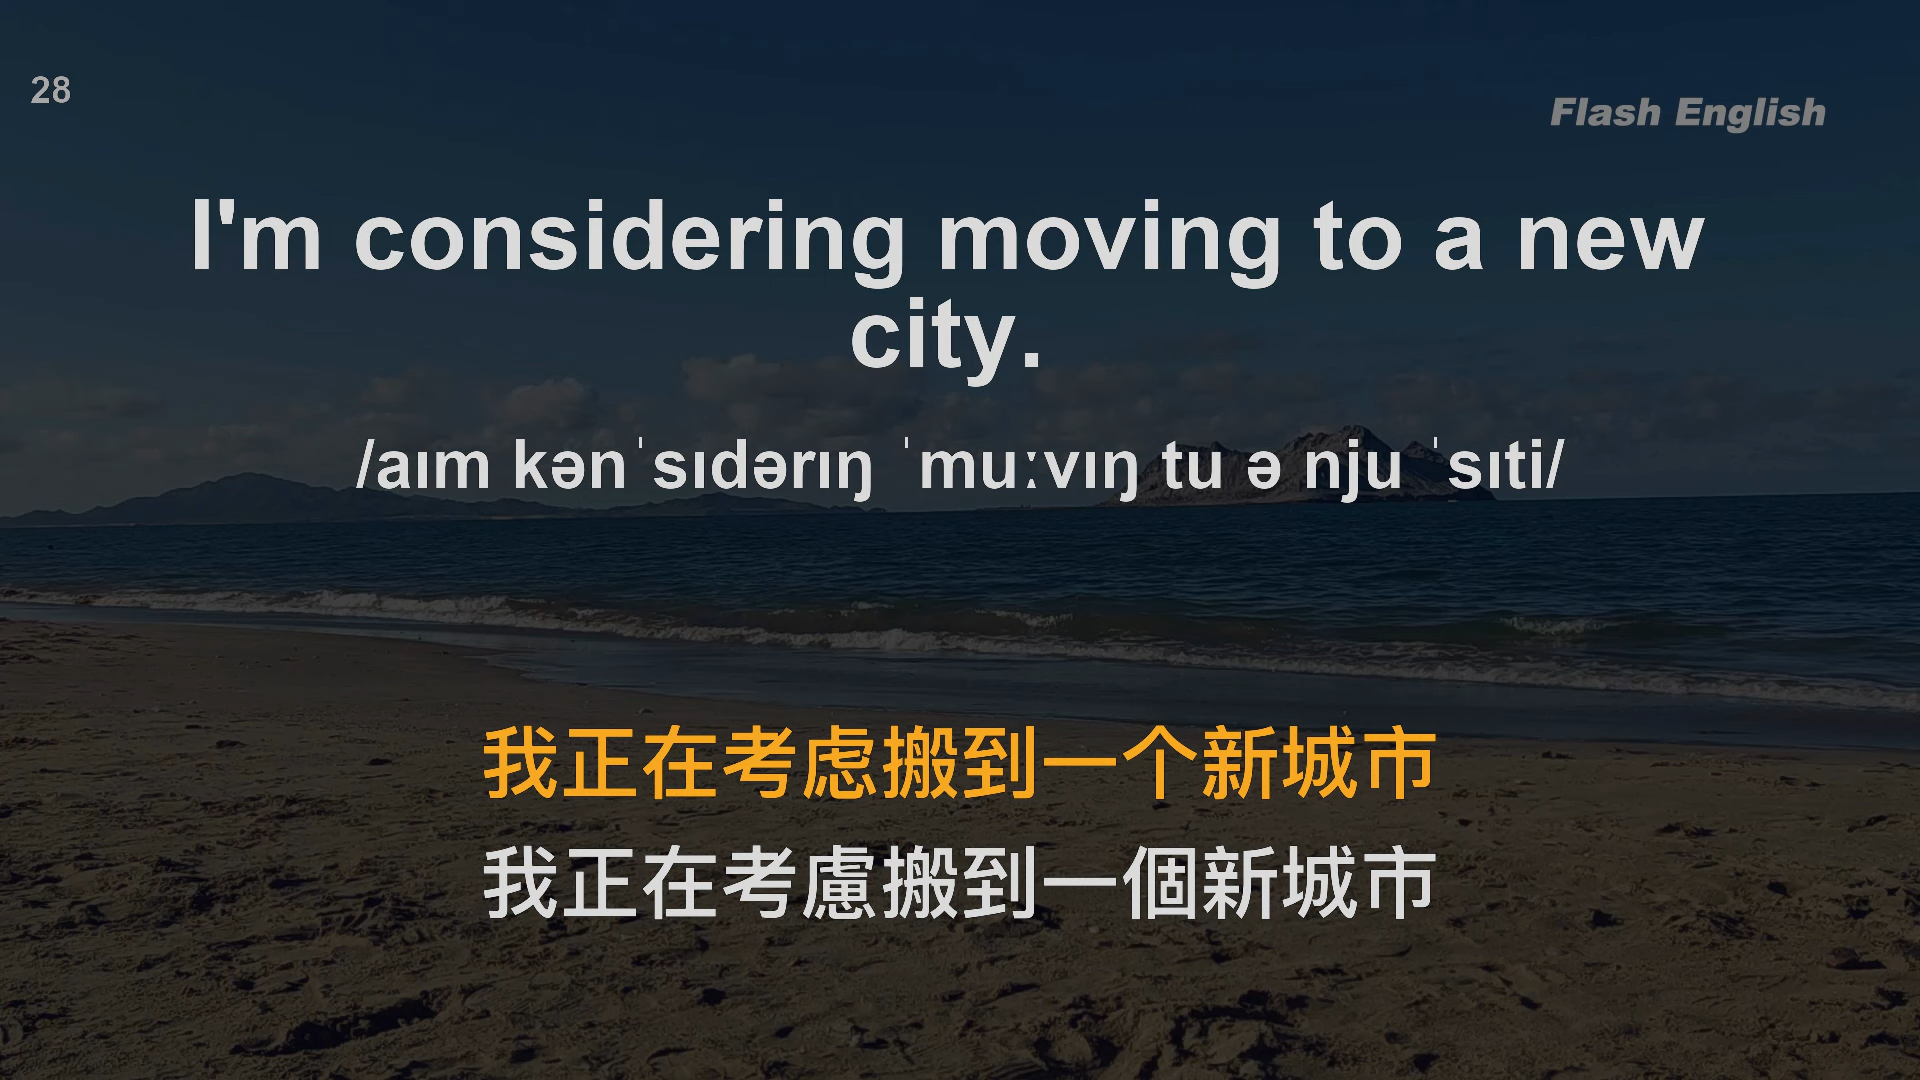 28
Flash English
I'm considering moving to a new
city.
/aɪm kənˈsɪdərɪŋ ˈmuːvɪŋ tu ə nju ˈsɪti/
我正在考虑搬到一个新城市
我正在考慮搬到一個新城市